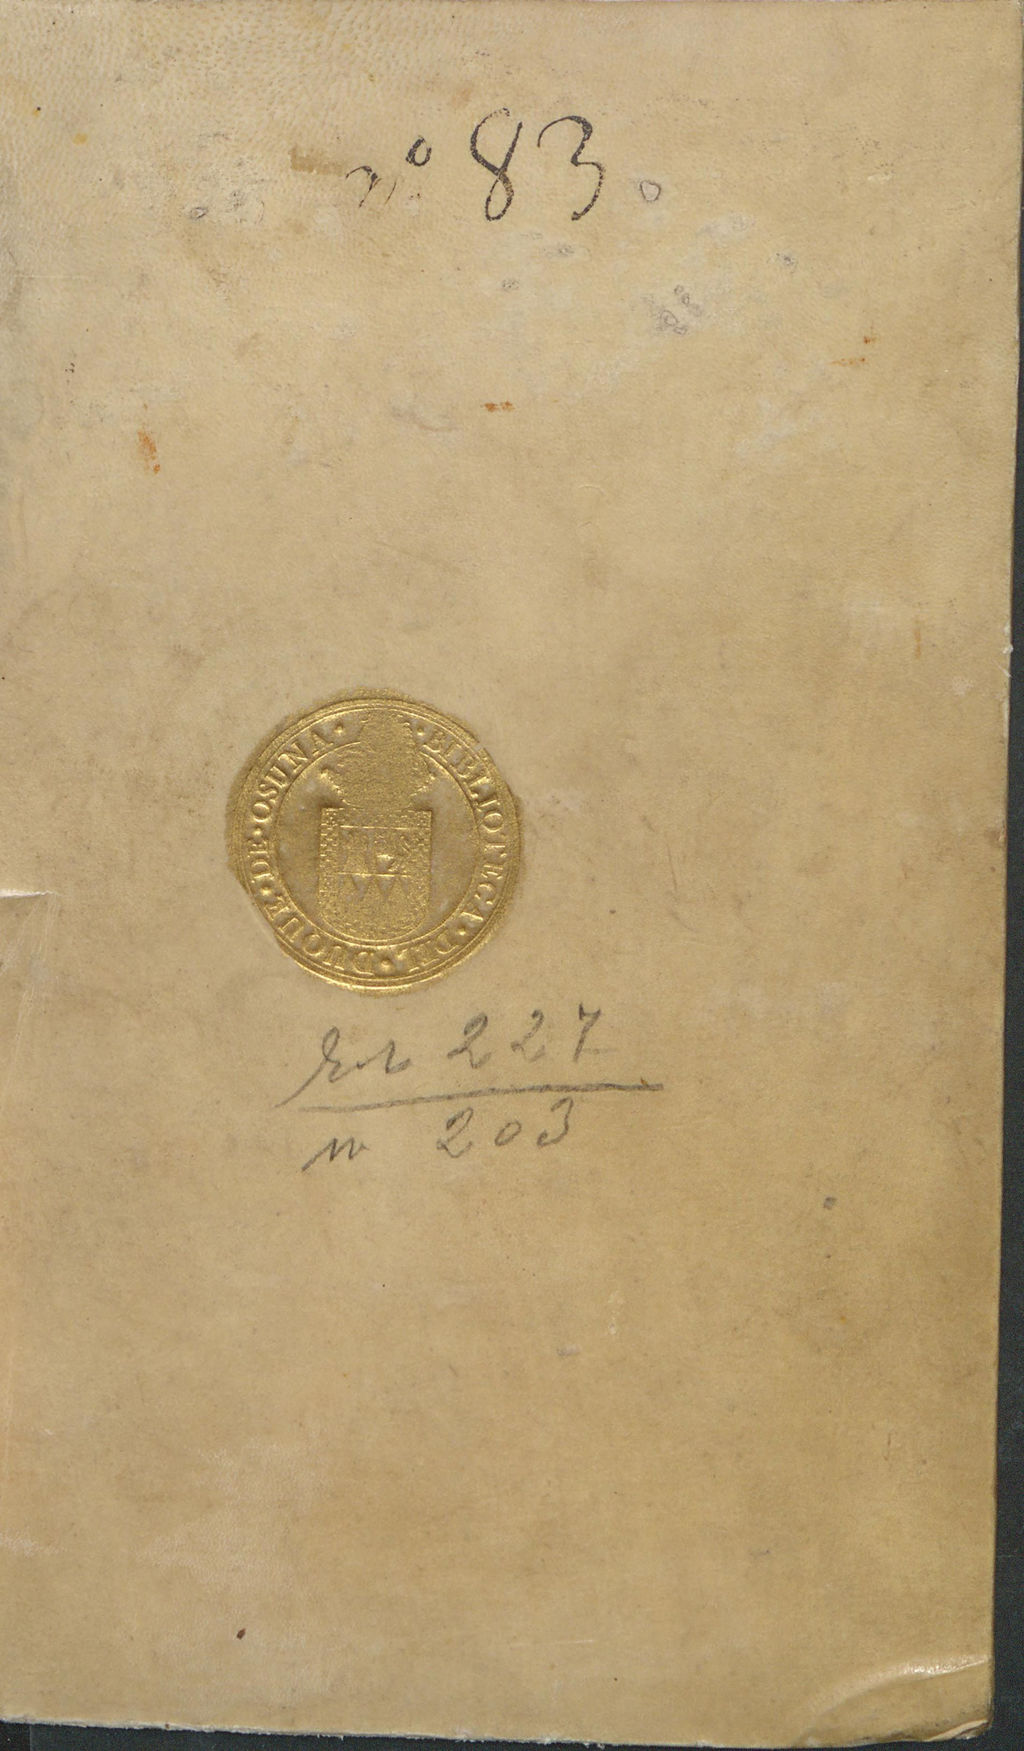 nº 83.
· BIBLIOTECA · DEL · DUQUE · DE · OSUNA ·
227
203